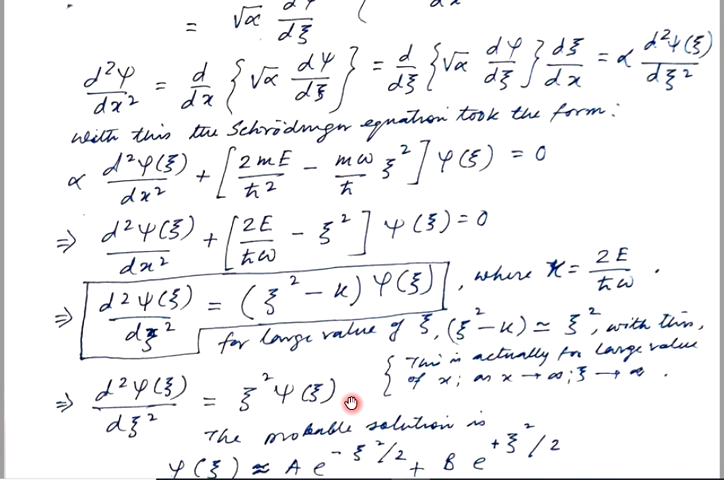 = √α dψ/dξ {
d²ψ/dx² = d/dx {√α dψ/dξ} = d/dξ {√α dψ/dξ} dξ/dx = α d²ψ(ξ)/dξ²
with this the Schrödinger equation took the form:
α d²ψ(ξ)/dx² + [2mE/ħ² - mω/ħ ξ²] ψ(ξ) = 0
⇒ d²ψ(ξ)/dx² + [2E/ħω - ξ²] ψ(ξ) = 0
⇒ d²ψ(ξ)/dξ² = (ξ² - κ) ψ(ξ), where κ = 2E/ħω.
for large value of ξ, (ξ² - κ) ≃ ξ², with this,
{ This is actually for large value
of x; as x → ∞; ξ → ∞.
⇒ d²ψ(ξ)/dξ² = ξ² ψ(ξ)
The probable solution is
ψ(ξ) ≈ A e^{-ξ²/2} + B e^{+ξ²/2}